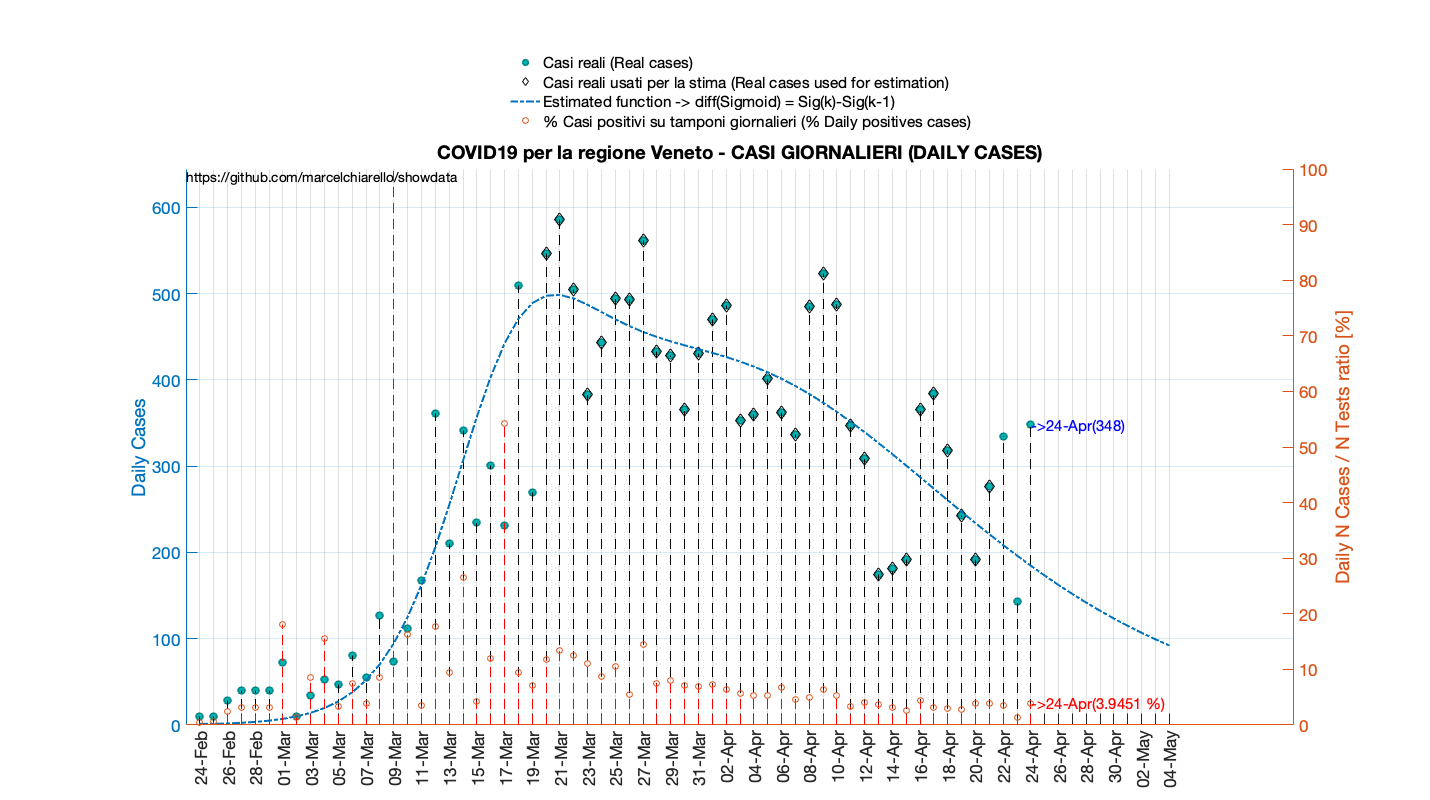 Casi reali (Real cases)
Casi reali usati per la stima (Real cases used for estimation)
Estimated function -> diff(Sigmoid) = Sig(k)-Sig(k-1)
% Casi positivi su tamponi giornalieri (% Daily positives cases)
COVID19 per la regione Veneto - CASI GIORNALIERI (DAILY CASES)
https://github.com/marcelchiarello/showdata
Daily Cases
600
500
400
300
200
100
0
->24-Apr(348)
->24-Apr(3.9451 %)
100
90
80
70
60
50
40
30
20
10
0
Daily N Cases / N Tests ratio [%]
24-Feb
26-Feb
28-Feb
01-Mar
03-Mar
05-Mar
07-Mar
09-Mar
11-Mar
13-Mar
15-Mar
17-Mar
19-Mar
21-Mar
23-Mar
25-Mar
27-Mar
29-Mar
31-Mar
02-Apr
04-Apr
06-Apr
08-Apr
10-Apr
12-Apr
14-Apr
16-Apr
18-Apr
20-Apr
22-Apr
24-Apr
26-Apr
28-Apr
30-Apr
02-May
04-May